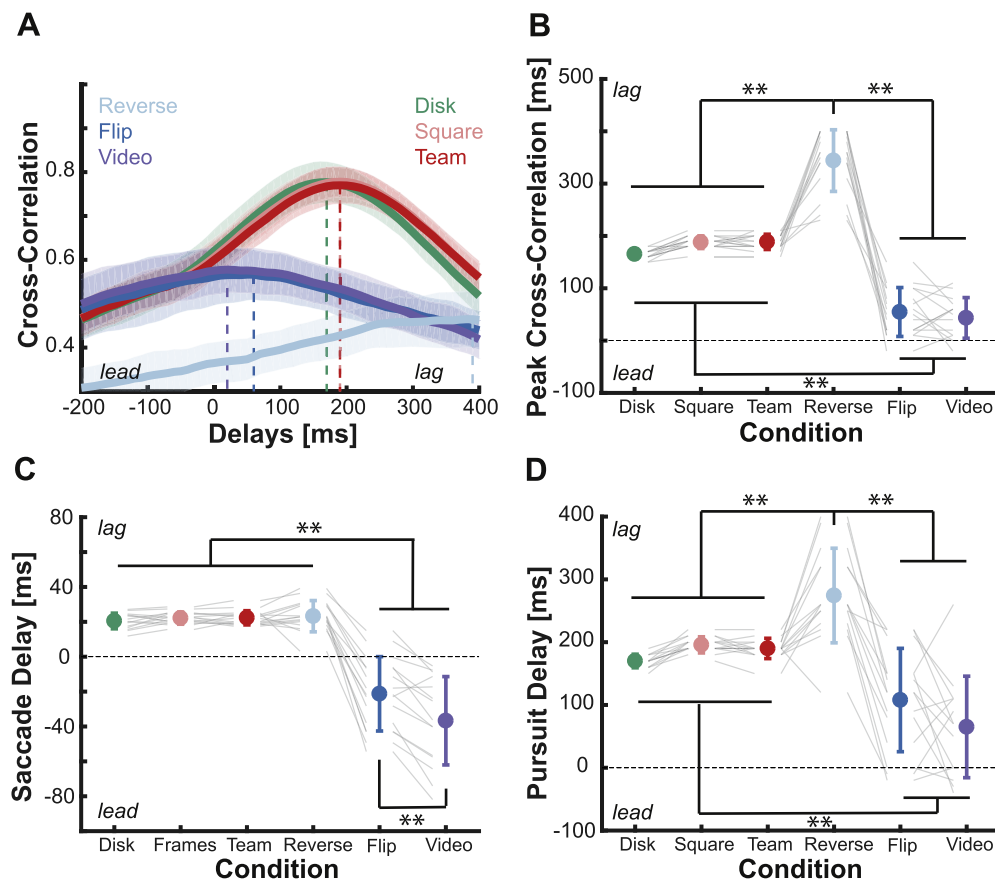 A
Reverse
Flip
Video
Disk
Square
Team
Cross-Correlation
0.8
0.6
0.4
lead
lag
-200 -100 0 100 200 300 400
Delays [ms]
B
Peak Cross-Correlation [ms]
500
300
100
-100
lag
lead
**
**
**
Disk Square Team Reverse Flip Video
Condition
C
Saccade Delay [ms]
80
40
0
-40
-80
lag
lead
**
**
Disk Frames Team Reverse Flip Video
Condition
D
Pursuit Delay [ms]
400
300
200
100
0
-100
lag
lead
**
**
**
Disk Square Team Reverse Flip Video
Condition